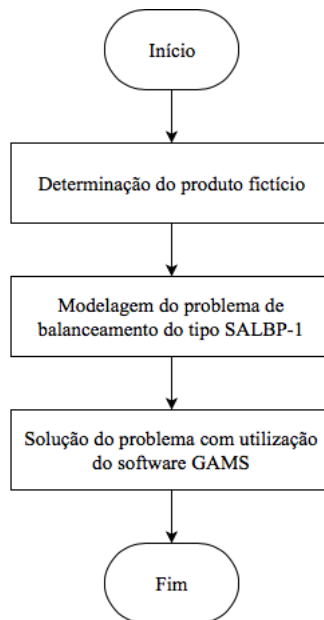 Início
Determinação do produto fictício
Modelagem do problema de
balanceamento do tipo SALBP-1
Solução do problema com utilização
do software GAMS
Fim